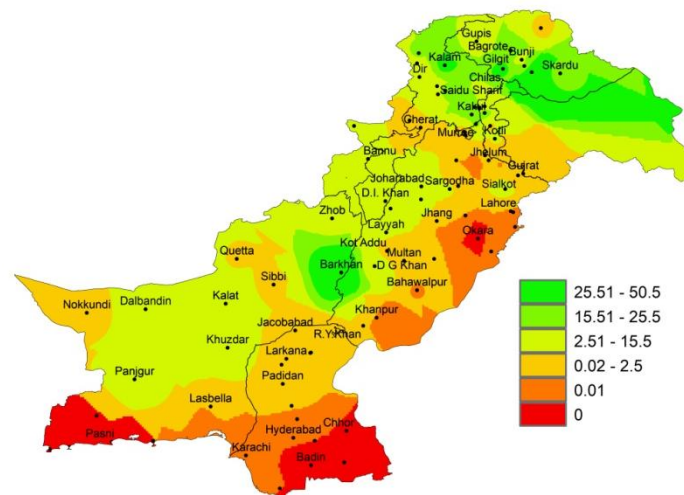 Gupis
Bagrote
Bunji
Gilgit
Kalam
Skardu
Dir
Chilas
Saidu Sharif
Cherat
Kotli
Bannu
Jhelum
Gujrat
Joharabad
Sargodha
Sialkot
D.I. Khan
Zhob
Layyah
Jhang
Lahore
Okara
Kot Addu
Quetta
Multan
Barkhan
D G Khan
Sibbi
Bahawalpur
Nokkundi
Dalbandin
Kalat
Khanpur
Jacobabad
R.Y.Khan
Khuzdar
Larkana
Panjgur
Padidan
Lasbella
Pasni
Hyderabad
Chhor
Karachi
Badin
25.51 - 50.5
15.51 - 25.5
2.51 - 15.5
0.02 - 2.5
0.01
0